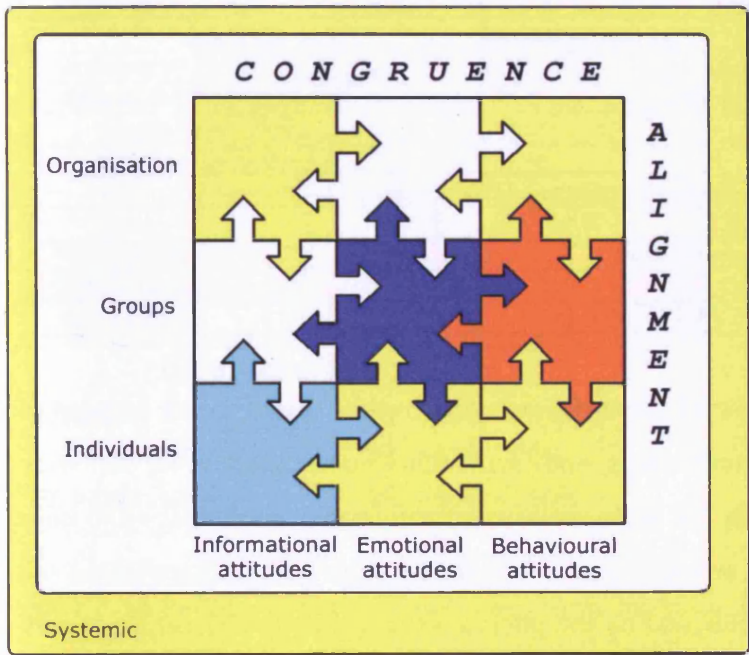 CONGRUENCE
ALIGNMENT
Organisation
Groups
Individuals
Informational attitudes
Emotional attitudes
Behavioural attitudes
Systemic